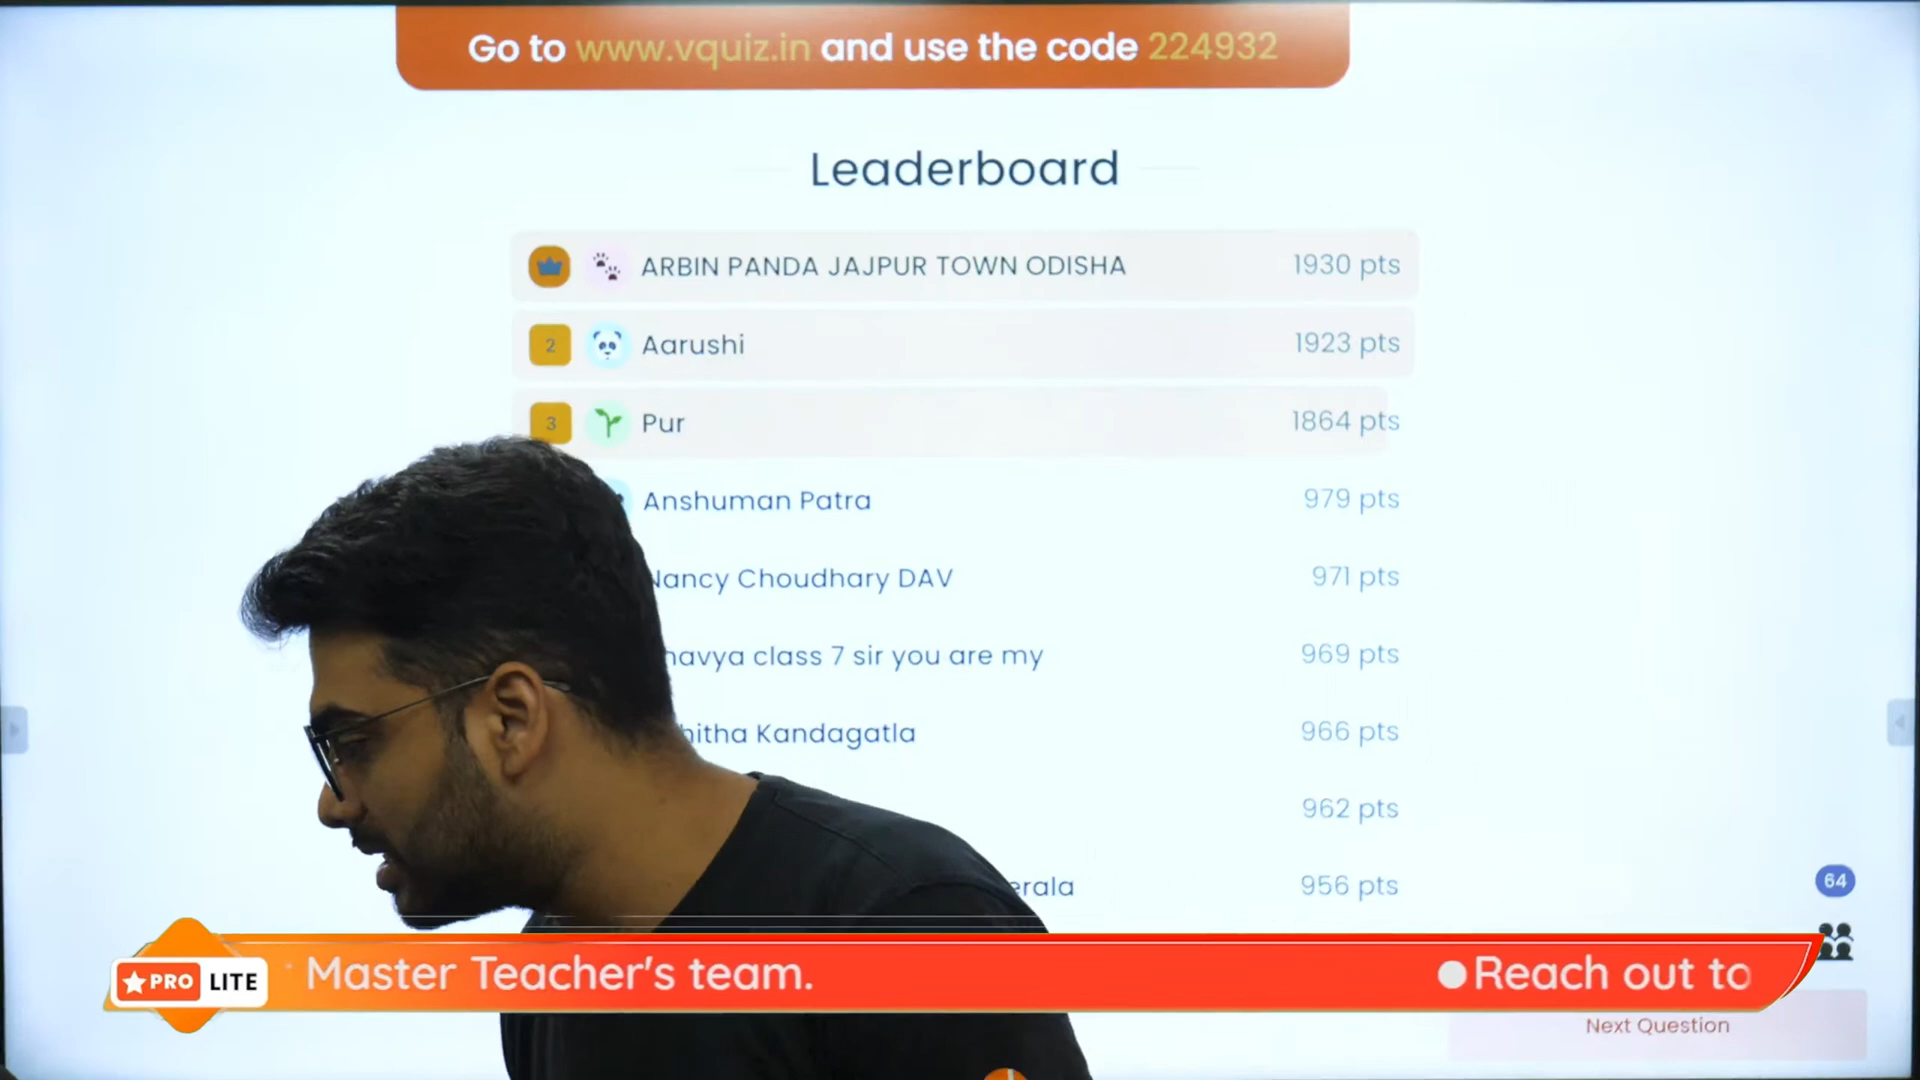 Go to www.vquiz.in and use the code 224932
Leaderboard
ARBIN PANDA JAJPUR TOWN ODISHA 1930 pts
2 Aarushi 1923 pts
3 Pur 1864 pts
Anshuman Patra 979 pts
Nancy Choudhary DAV 971 pts
havya class 7 sir you are my 969 pts
hitha Kandagatla 966 pts
962 pts
erala 956 pts
64
PRO LITE Master Teacher's team. Reach out to
Next Question